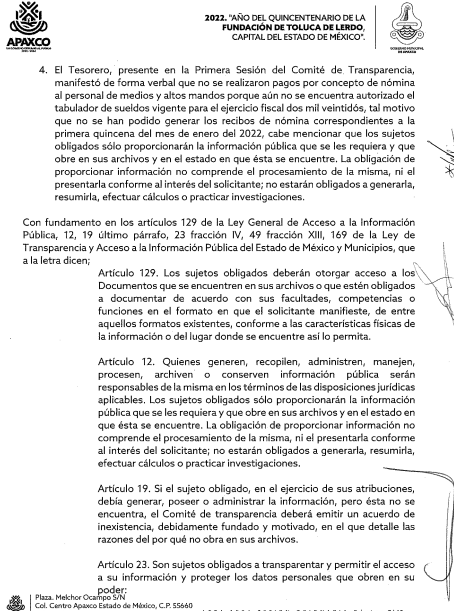 2022. "AÑO DEL QUINCENTENARIO DE LA
FUNDACIÓN DE TOLUCA DE LERDO,
CAPITAL DEL ESTADO DE MÉXICO".
APAXCO
GOBIERNO MUNICIPAL
DE APAXCO
4. El Tesorero, presente en la Primera Sesión del Comité de Transparencia,
manifestó de forma verbal que no se realizaron pagos por concepto de nómina
al personal de medios y altos mandos porque aún no se encuentra autorizado el
tabulador de sueldos vigente para el ejercicio fiscal dos mil veintidós, tal motivo
que no se han podido generar los recibos de nómina correspondientes a la
primera quincena del mes de enero del 2022, cabe mencionar que los sujetos
obligados sólo proporcionarán la información pública que se les requiera y que
obre en sus archivos y en el estado en que ésta se encuentre. La obligación de
proporcionar información no comprende el procesamiento de la misma, ni el
presentarla conforme al interés del solicitante; no estarán obligados a generarla,
resumirla, efectuar cálculos o practicar investigaciones.
Con fundamento en los artículos 129 de la Ley General de Acceso a la Información
Pública, 12, 19 último párrafo, 23 fracción IV, 49 fracción XIII, 169 de la Ley de
Transparencia y Acceso a la Información Pública del Estado de México y Municipios, que
a la letra dicen;
Artículo 129. Los sujetos obligados deberán otorgar acceso a los
Documentos que se encuentren en sus archivos o que estén obligados
a documentar de acuerdo con sus facultades, competencias o
funciones en el formato en que el solicitante manifieste, de entre
aquellos formatos existentes, conforme a las características físicas de
la información o del lugar donde se encuentre así lo permita.
Artículo 12. Quienes generen, recopilen, administren, manejen,
procesen, archiven o conserven información pública serán
responsables de la misma en los términos de las disposiciones jurídicas
aplicables. Los sujetos obligados sólo proporcionarán la información
pública que se les requiera y que obre en sus archivos y en el estado en
que ésta se encuentre. La obligación de proporcionar información no
comprende el procesamiento de la misma, ni el presentarla conforme
al interés del solicitante; no estarán obligados a generarla, resumirla,
efectuar cálculos o practicar investigaciones.
Artículo 19. Si el sujeto obligado, en el ejercicio de sus atribuciones,
debía generar, poseer o administrar la información, pero ésta no se
encuentra, el Comité de transparencia deberá emitir un acuerdo de
inexistencia, debidamente fundado y motivado, en el que detalle las
razones del por qué no obra en sus archivos.
Artículo 23. Son sujetos obligados a transparentar y permitir el acceso
a su información y proteger los datos personales que obren en su
poder:
Plaza. Melchor Ocampo S/N
Col. Centro Apaxco Estado de México, C.P. 55660